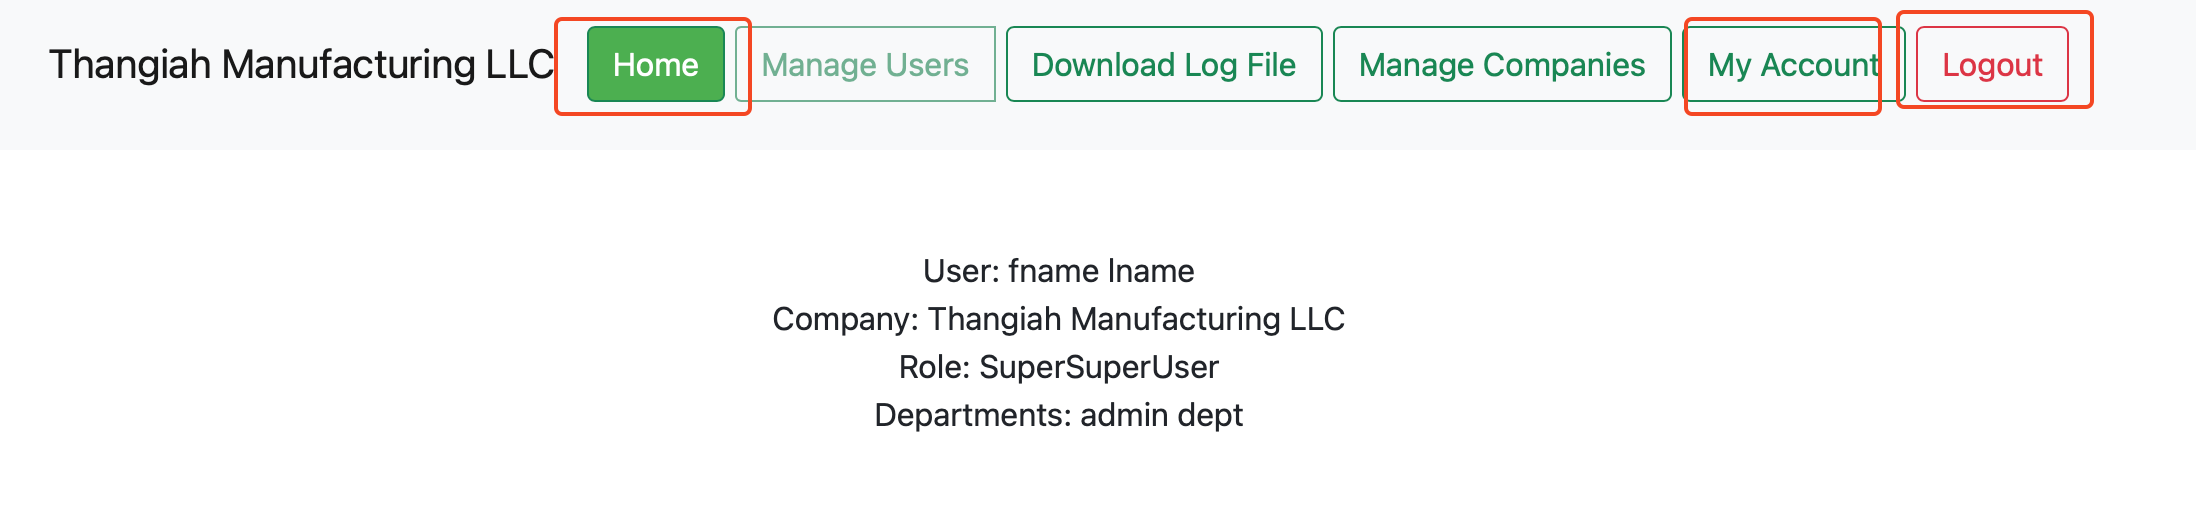 Thangiah Manufacturing LLC Home Manage Users Download Log File Manage Companies My Account Logout
User: fname lname
Company: Thangiah Manufacturing LLC
Role: SuperSuperUser
Departments: admin dept